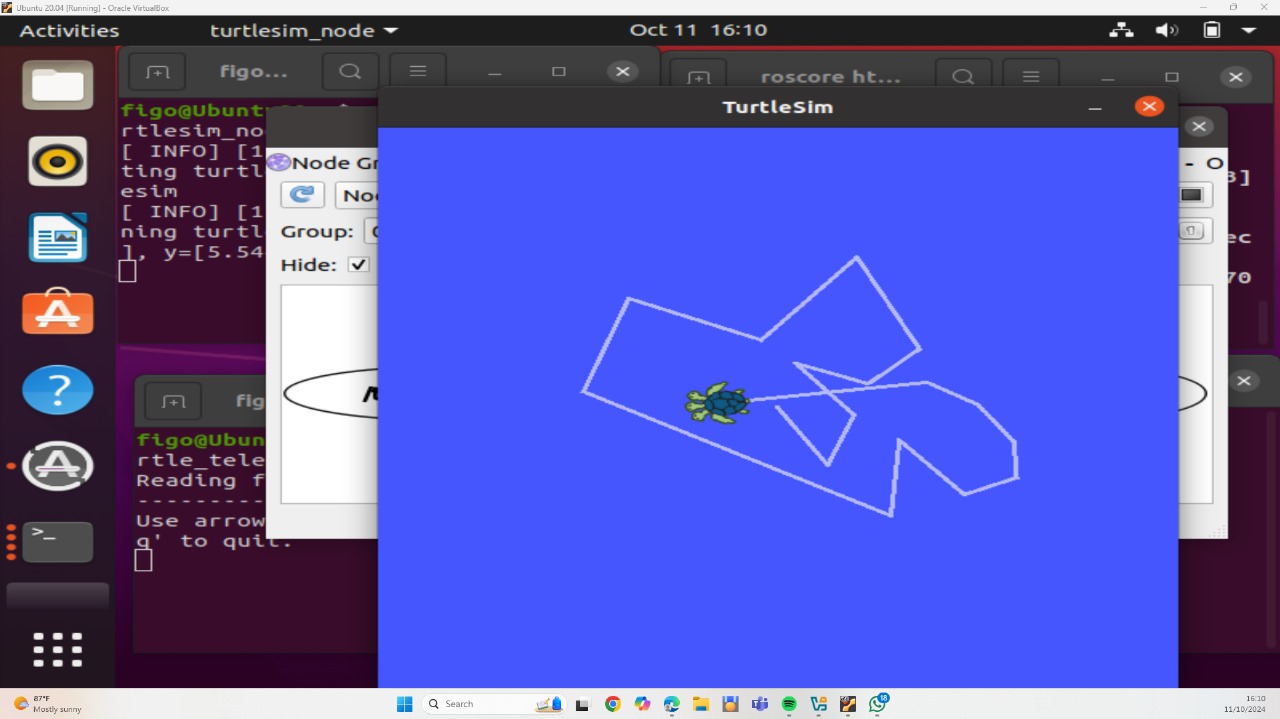 Ubuntu 20.04 [Running] - Oracle VirtualBox
Activities
turtlesim_node
Oct 11 16:10
figo...
roscore ht...
TurtleSim
figo@Ubunt
rtlesim_no
[ INFO] [1
ting turtl
esim
[ INFO] [1
ning turtl
], y=[5.54
Node Gr
- O
Noc
Group:
Hide:
3]
ec
70
fig
figo@Ubun
rtle_tele
Reading f
---------
Use arrow
q' to quit.
87°F
Mostly sunny
Search
18
16:10
11/10/2024